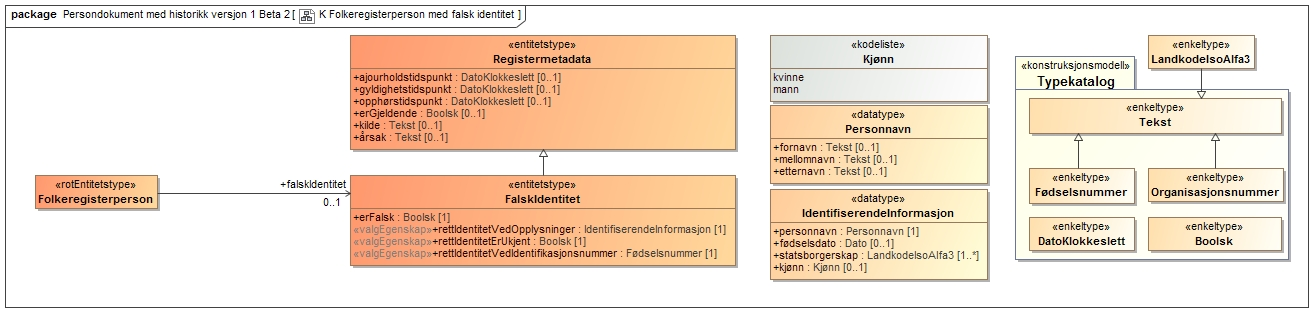 package Persondokument med historikk versjon 1 Beta 2 [ K Folkeregisterperson med falsk identitet ]
«rotEntitetstype»
Folkeregisterperson
+falskIdentitet
0..1
«entitetstype»
Registermetadata
+ajourholdstidspunkt : DatoKlokkeslett [0..1]
+gyldighetstidspunkt : DatoKlokkeslett [0..1]
+opphørstidspunkt : DatoKlokkeslett [0..1]
+erGjeldende : Boolsk [0..1]
+kilde : Tekst [0..1]
+årsak : Tekst [0..1]
«entitetstype»
FalskIdentitet
+erFalsk : Boolsk [1]
«valgEgenskap»+rettIdentitetVedOpplysninger : IdentifiserendeInformasjon [1]
«valgEgenskap»+rettIdentitetErUkjent : Boolsk [1]
«valgEgenskap»+rettIdentitetVedIdentifikasjonsnummer : Fødselsnummer [1]
«kodeliste»
Kjønn
kvinne
mann
«datatype»
Personnavn
+fornavn : Tekst [0..1]
+mellomnavn : Tekst [0..1]
+etternavn : Tekst [0..1]
«datatype»
IdentifiserendeInformasjon
+personnavn : Personnavn [1]
+fødselsdato : Dato [0..1]
+statsborgerskap : LandkodeIsoAlfa3 [1..*]
+kjønn : Kjønn [0..1]
«konstruksjonsmodell»
Typekatalog
«enkeltype»
LandkodeIsoAlfa3
«enkeltype»
Tekst
«enkeltype»
Fødselsnummer
«enkeltype»
Organisasjonsnummer
«enkeltype»
DatoKlokkeslett
«enkeltype»
Boolsk